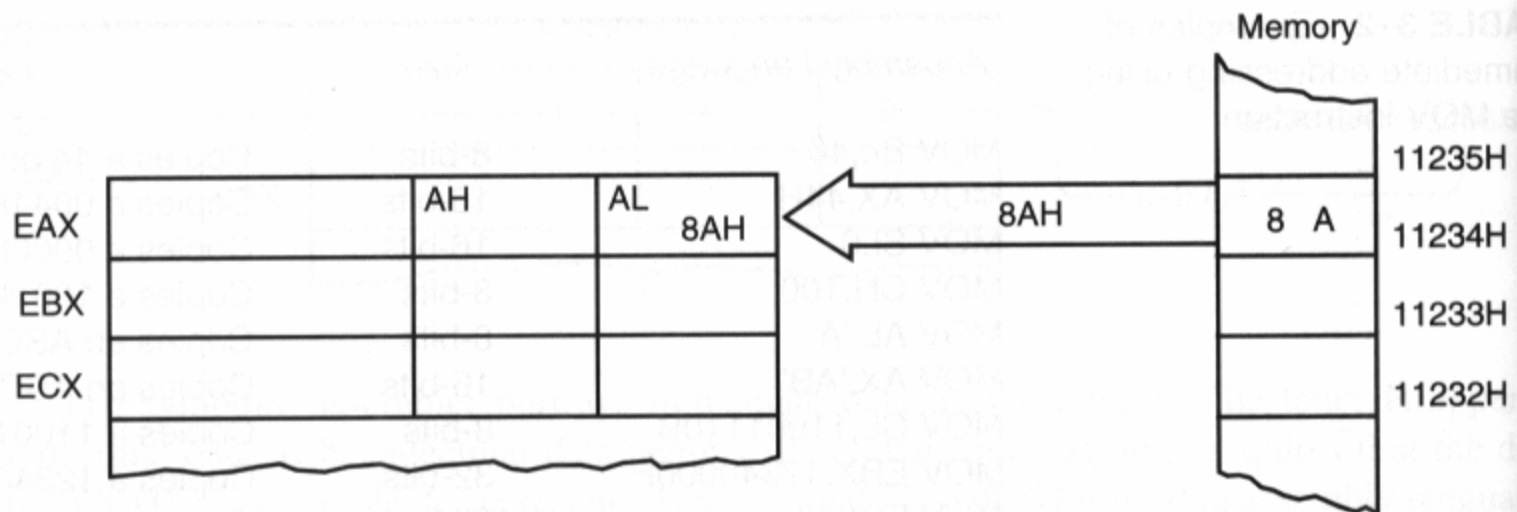 Memory
11235H
EAX AH AL 8AH 8AH 8 A 11234H
EBX 11233H
ECX 11232H